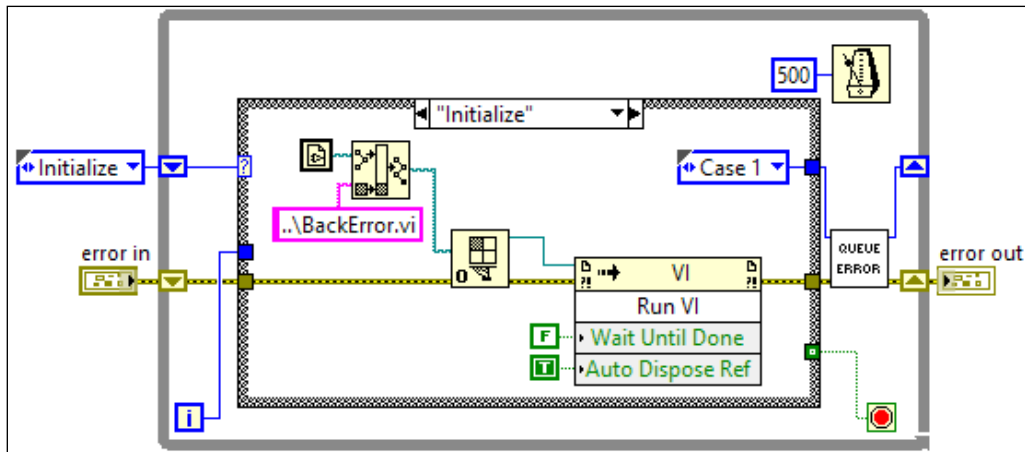 500
"Initialize"
Initialize
?
Case 1
..\BackError.vi
error in
QUEUE
ERROR
error out
0
?!
VI
?!
Run VI
F
Wait Until Done
T
Auto Dispose Ref
i